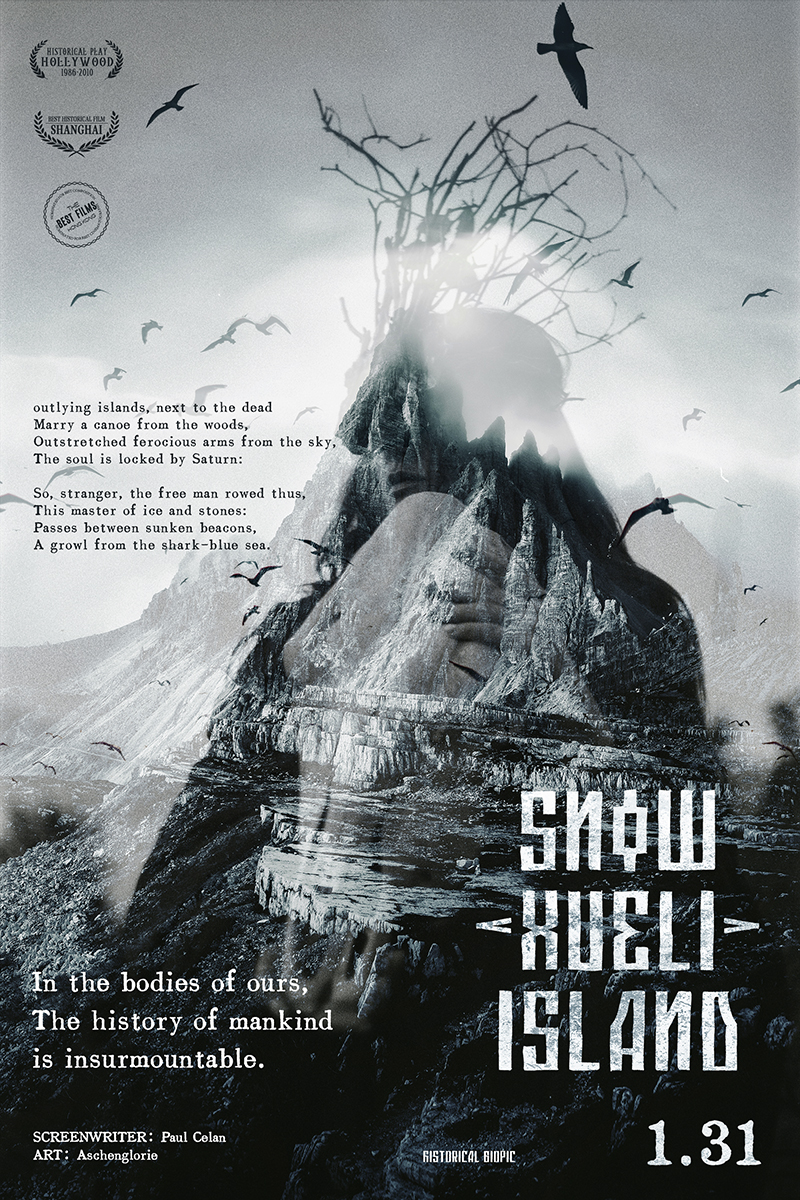 HISTORICAL PLAY
HOLLYWOOD
1986-2010
BEST HISTORICAL FILM
SHANGHAI
THE
BEST FILMS
HONGKONG
outlying islands, next to the dead
Marry a canoe from the woods,
Outstretched ferocious arms from the sky,
The soul is locked by Saturn:
So, stranger, the free man rowed thus,
This master of ice and stones:
Passes between sunken beacons,
A growl from the shark-blue sea.
SNOW
<XUELI>
ISLAND
In the bodies of ours,
The history of mankind
is insurmountable.
SCREENWRITER: Paul Celan
ART: Aschenglorie
HISTORICAL BIOPIC
1.31